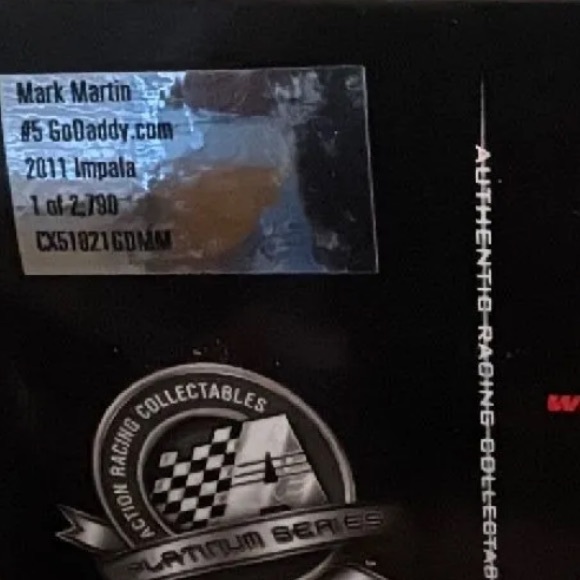 Mark Martin
#5 GoDaddy.com
2011 Impala
1 of 2,790
CX51821GDMM
ACTION RACING COLLECTABLES
PLATINUM SERIES
AUTHENTIC RACING COLLECTAB